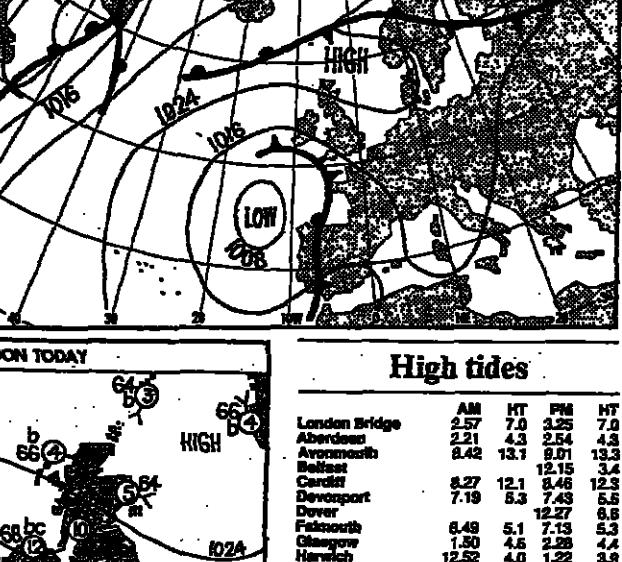 HIGH
1016
1024
1016
LOW
1008
40
30
20
10W
0
ON TODAY
High tides
64
b
3
66
b
4
HIGH
b
66
4
5
64
10
68
bc
12
1024
AM HT PM HT
London Bridge 2.57 7.0 3.25 7.0
Aberdeen 2.21 4.3 2.54 4.3
Avonmouth 8.42 13.1 9.01 13.3
Belfast 12.15 3.4
Cardiff 8.27 12.1 8.46 12.3
Devonport 7.19 5.3 7.43 5.5
Dover 12.27 6.6
Falmouth 6.49 5.1 7.13 5.3
Glasgow 1.50 4.5 2.28 4.4
Harwich 12.52 4.0 1.22 3.9